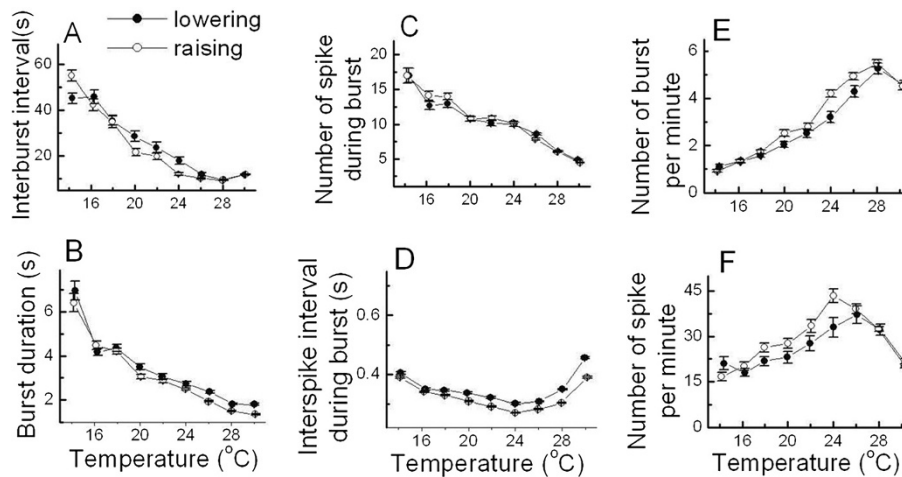 A
lowering
raising
Interburst interval(s)
60
40
20
16
20
24
28
C
Number of spike
during burst
20
15
10
5
16
20
24
28
E
Number of burst
per minute
6
4
2
0
16
20
24
28
B
Burst duration (s)
6
4
2
16
20
24
28
Temperature (°C)
D
Interspike interval
during burst (s)
0.4
0.4
16
20
24
28
Temperature (°C)
F
Number of spike
per minute
45
30
15
0
16
20
24
28
Temperature (°C)